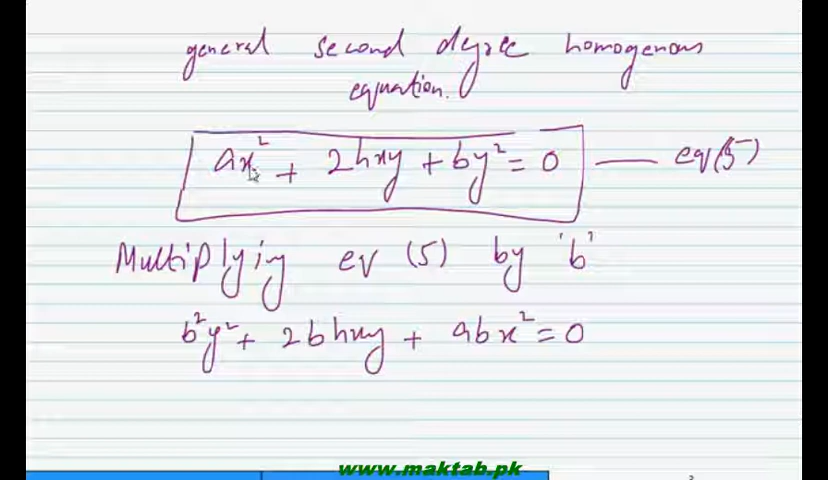 general second degree homogenous
equation.
ax² + 2hxy + by² = 0 — eq(5)
Multiplying eq (5) by 'b'
b²y² + 2bhxy + abx² = 0
www.maktab.pk